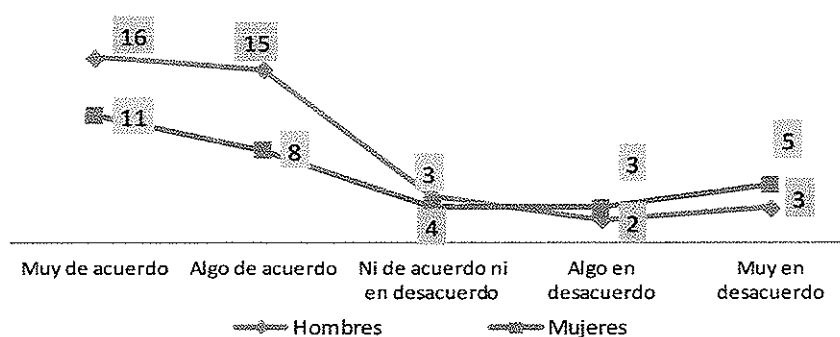 16
15
11
8
3
4
3
2
5
3
Muy de acuerdo
Algo de acuerdo
Ni de acuerdo ni
en desacuerdo
Algo en
desacuerdo
Muy en
desacuerdo
Hombres
Mujeres